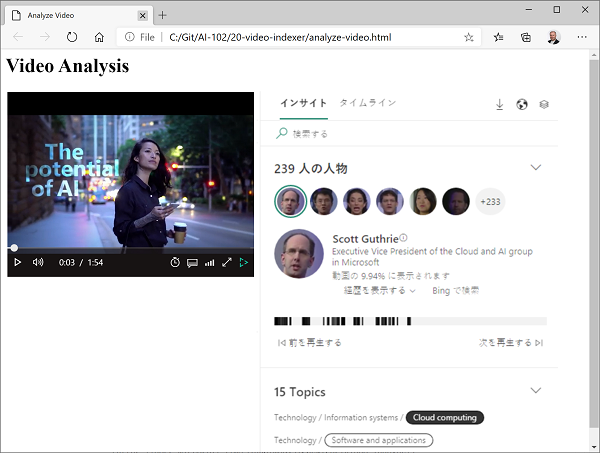 Analyze Video
File
C:/Git/AI-102/20-video-indexer/analyze-video.html
Video Analysis
The
potential
of AI
0:03 / 1:54
インサイト
タイムライン
検索する
239 人の人物
+233
Scott Guthrie
Executive Vice President of the Cloud and AI group
in Microsoft
動画の 9.94% に表示されます
経歴を表示する
Bing で検索
前を再生する
次を再生する
15 Topics
Technology / Information systems / Cloud computing
Technology / Software and applications